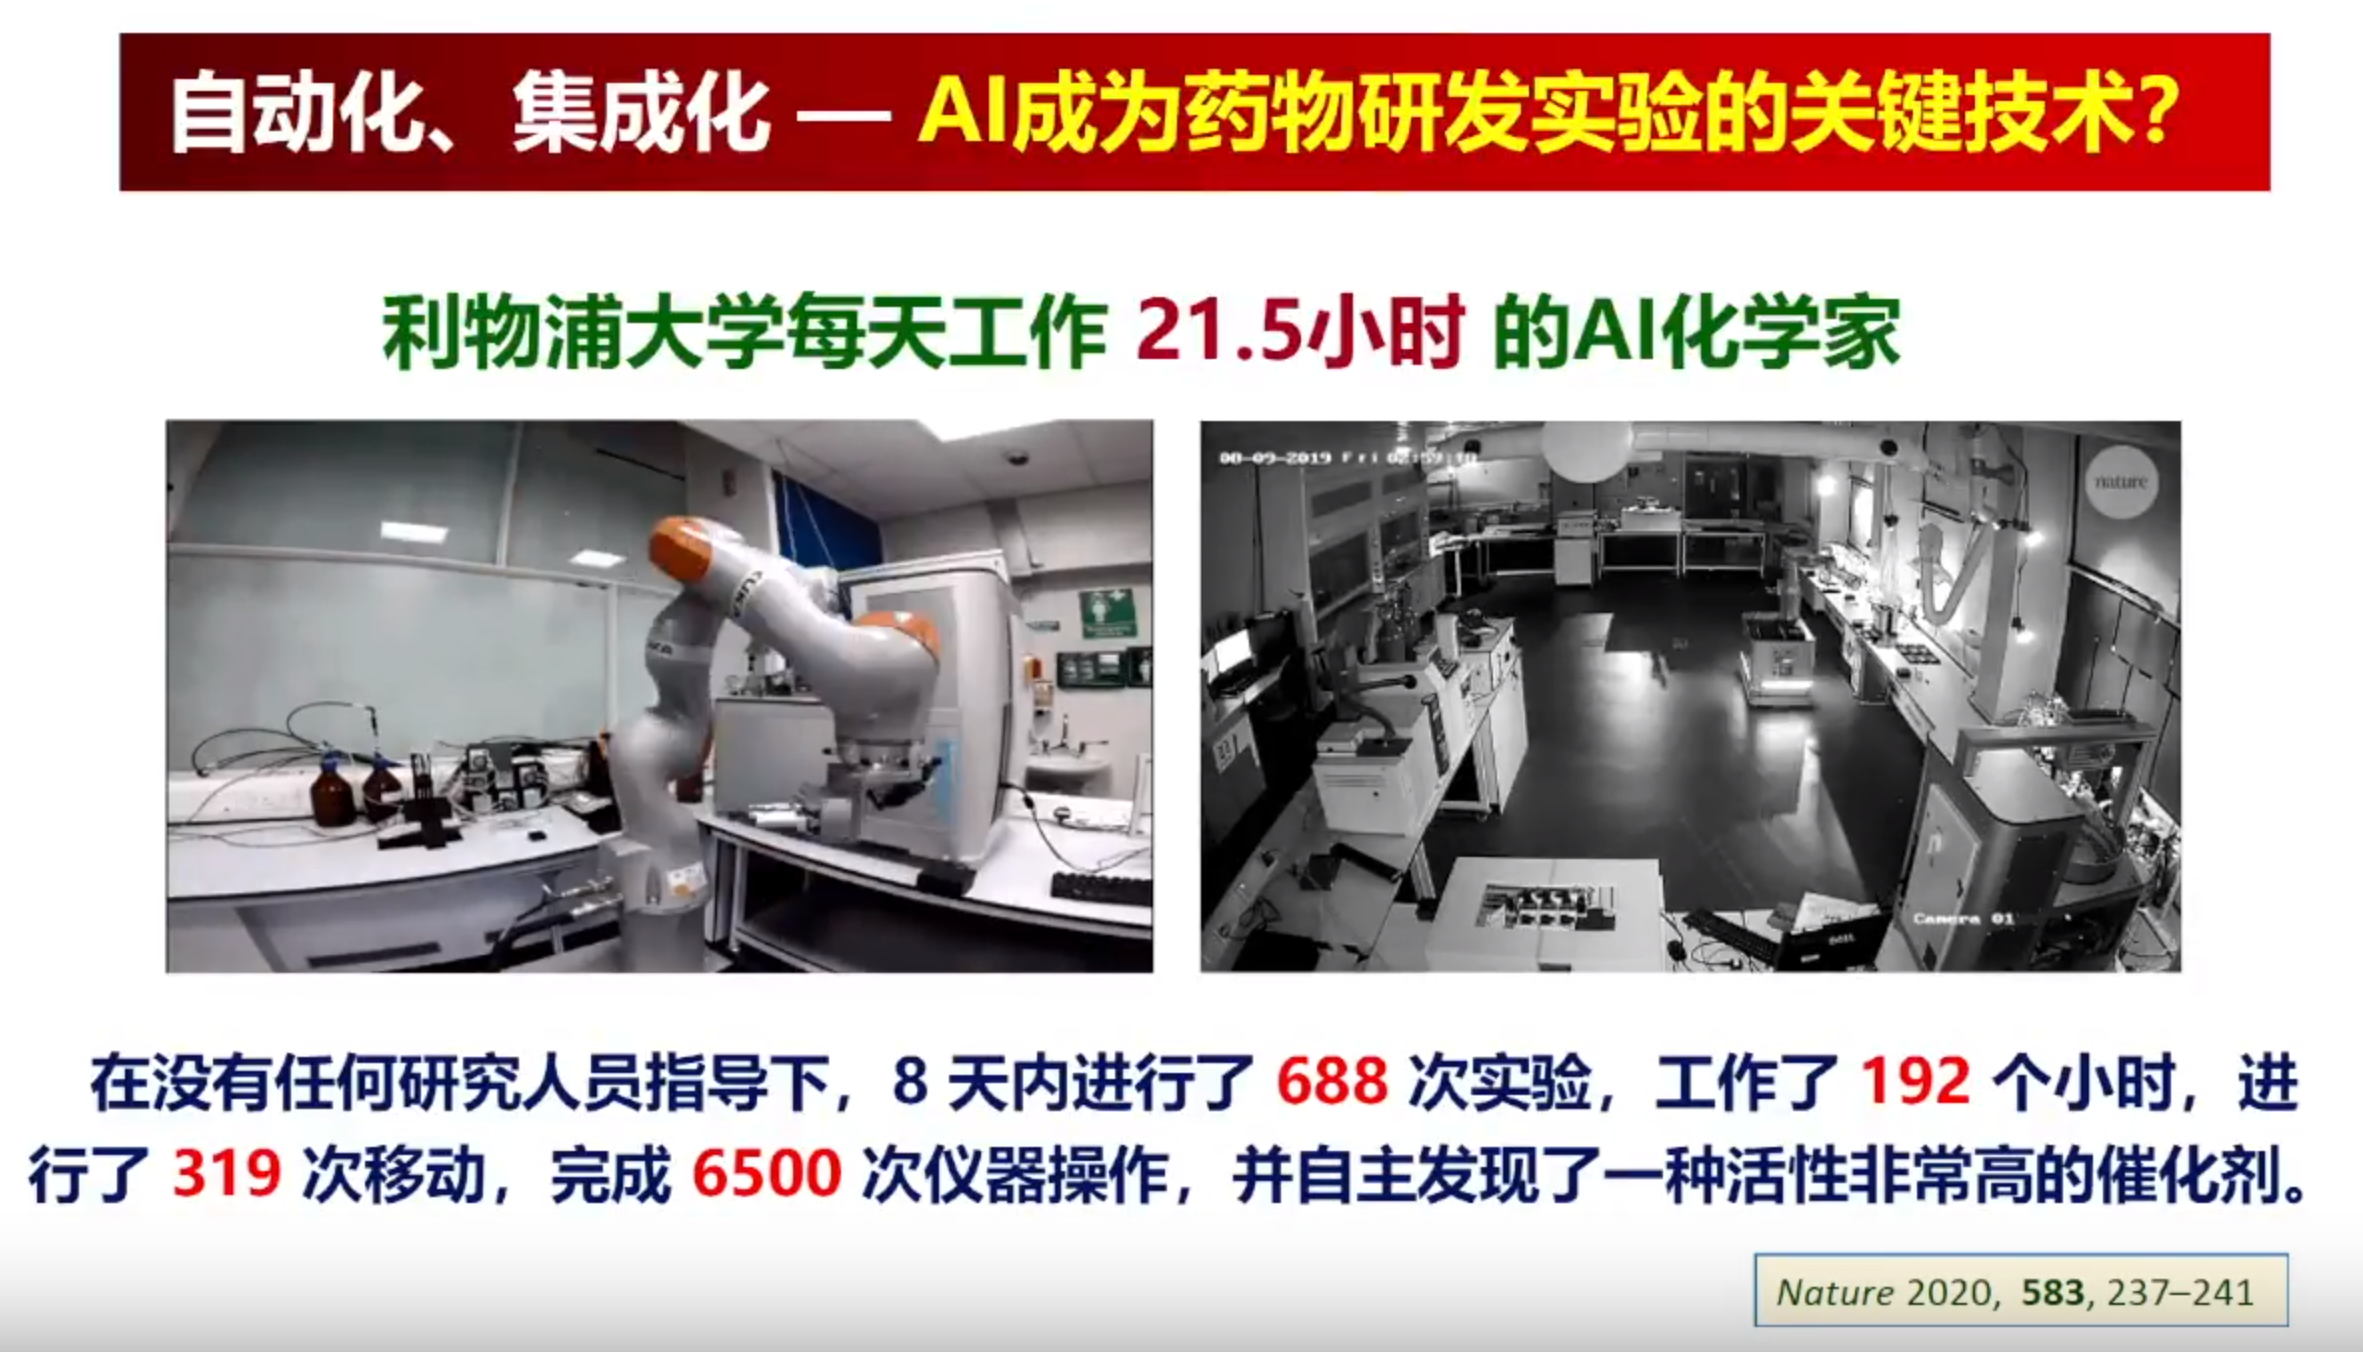 自动化、集成化 — AI成为药物研发实验的关键技术？
利物浦大学每天工作 21.5小时 的AI化学家
08-09-2019 Fri
nature
KUKA
Camera 01
DELL
在没有任何研究人员指导下，8 天内进行了 688 次实验，工作了 192 个小时，进
行了 319 次移动，完成 6500 次仪器操作，并自主发现了一种活性非常高的催化剂。
Nature 2020, 583, 237–241